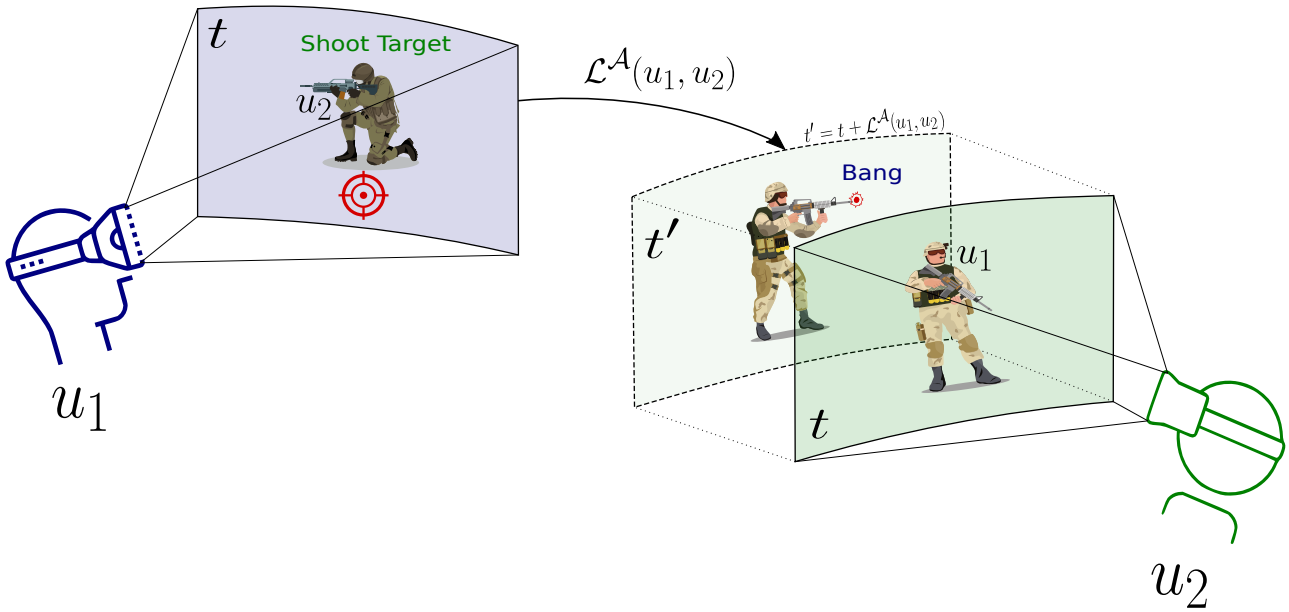 t
Shoot Target
u₂
u₁
𝓛^𝓐(u₁, u₂)
t′ = t + 𝓛^𝓐(u₁, u₂)
Bang
t′
u₁
t
u₂